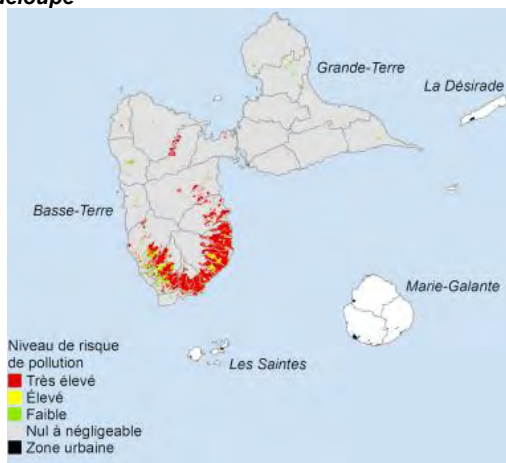 Grande-Terre
La Désirade
Basse-Terre
Marie-Galante
Les Saintes
Niveau de risque
de pollution
Très élevé
Élevé
Faible
Nul à négligeable
Zone urbaine